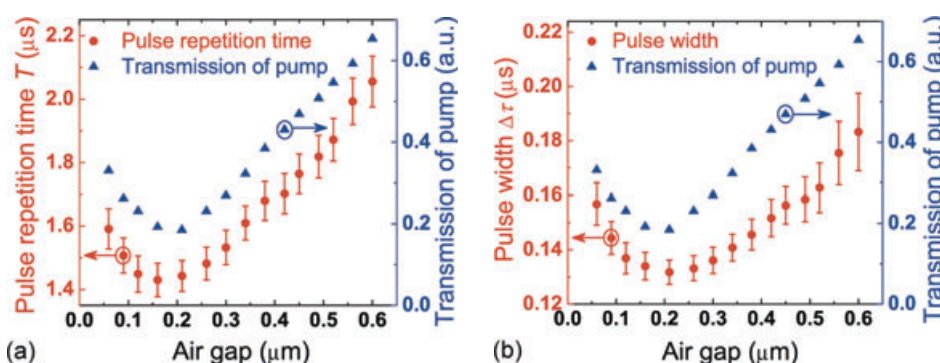 2.2
2.0
1.8
1.6
1.4
Pulse repetition time T (μs)
Pulse repetition time
Transmission of pump
0.6
0.4
0.2
0.0
Transmission of pump (a.u.)
0.0 0.1 0.2 0.3 0.4 0.5 0.6
(a) Air gap (μm)
0.22
0.20
0.18
0.16
0.14
0.12
Pulse width Δτ (μs)
Pulse width
Transmission of pump
0.6
0.4
0.2
0.0
Transmission of pump (a.u.)
0.0 0.1 0.2 0.3 0.4 0.5 0.6
(b) Air gap (μm)